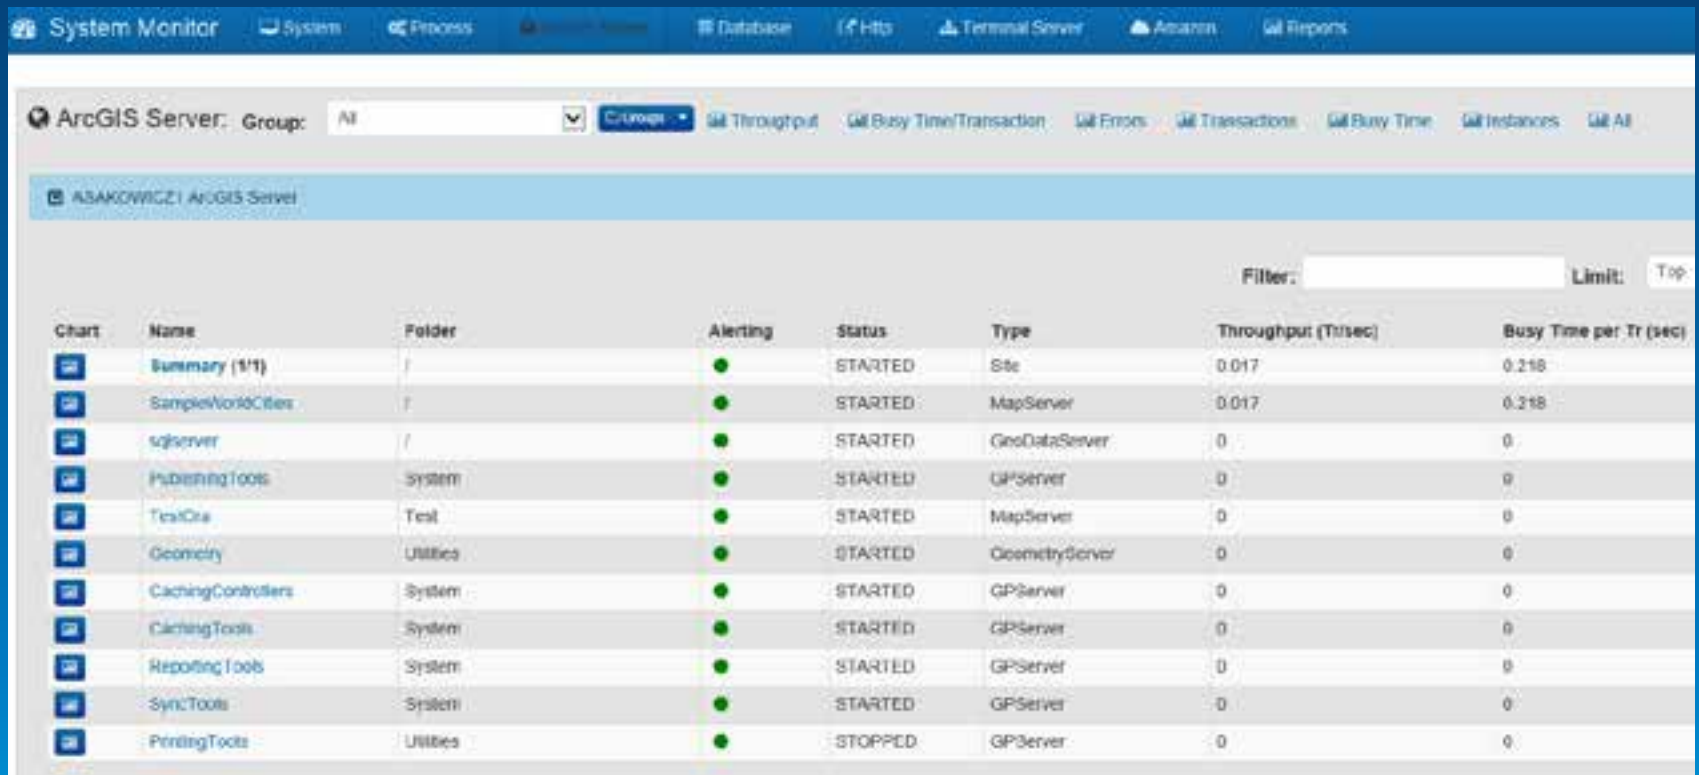 System Monitor System Process Database Http Terminal Server Amazon Reports
ArcGIS Server: Group: All Throughput Busy Time/Transaction Errors Transactions Busy Time Instances All
ArcGIS Server
Filter: Limit: Top
Chart Name Folder Alerting Status Type Throughput (Tr/sec) Busy Time per Tr (sec)
Summary (1/1) / STARTED Site 0.017 0.218
SampleWorldCities / STARTED MapServer 0.017 0.218
sqlserver / STARTED GeoDataServer 0 0
PublishingTools System STARTED GPServer 0 0
TestOra Test STARTED MapServer 0 0
Geometry Utilities STARTED GeometryServer 0 0
CachingControllers System STARTED GPServer 0 0
CachingTools System STARTED GPServer 0 0
ReportingTools System STARTED GPServer 0 0
SyncTools System STARTED GPServer 0 0
PrintingTools Utilities STOPPED GPServer 0 0